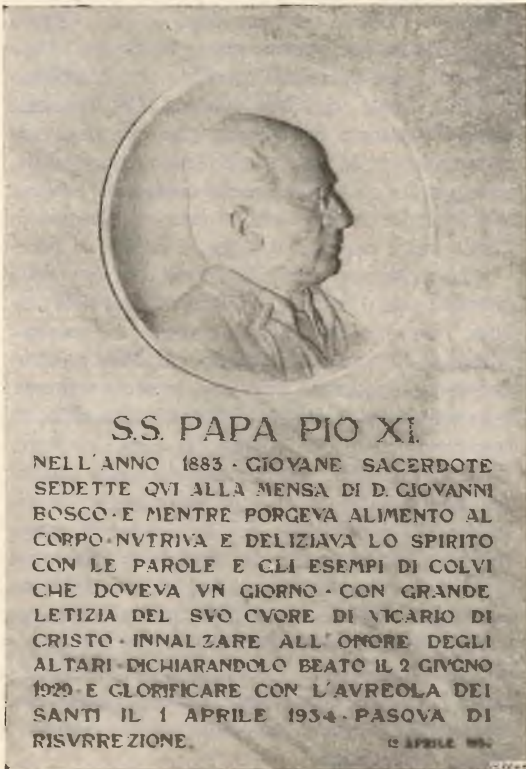 S.S. PAPA PIO XI.
NELL'ANNO 1883 · GIOVANE SACERDOTE
SEDETTE QVI ALLA MENSA DI D. GIOVANNI
BOSCO · E MENTRE PORGEVA ALIMENTO AL
CORPO · NVTRIVA E DELIZIAVA LO SPIRITO
CON LE PAROLE E GLI ESEMPI DI COLVI
CHE DOVEVA VN GIORNO · CON GRANDE
LETIZIA DEL SVO CVORE DI VICARIO DI
CRISTO · INNALZARE ALL'ONORE DEGLI
ALTARI · DICHIARANDOLO BEATO IL 2 GIVGNO
1929 · E GLORIFICARE CON L'AVREOLA DEI
SANTI IL 1 APRILE 1934 · PASQVA DI
RISVRREZIONE.
12 APRILE